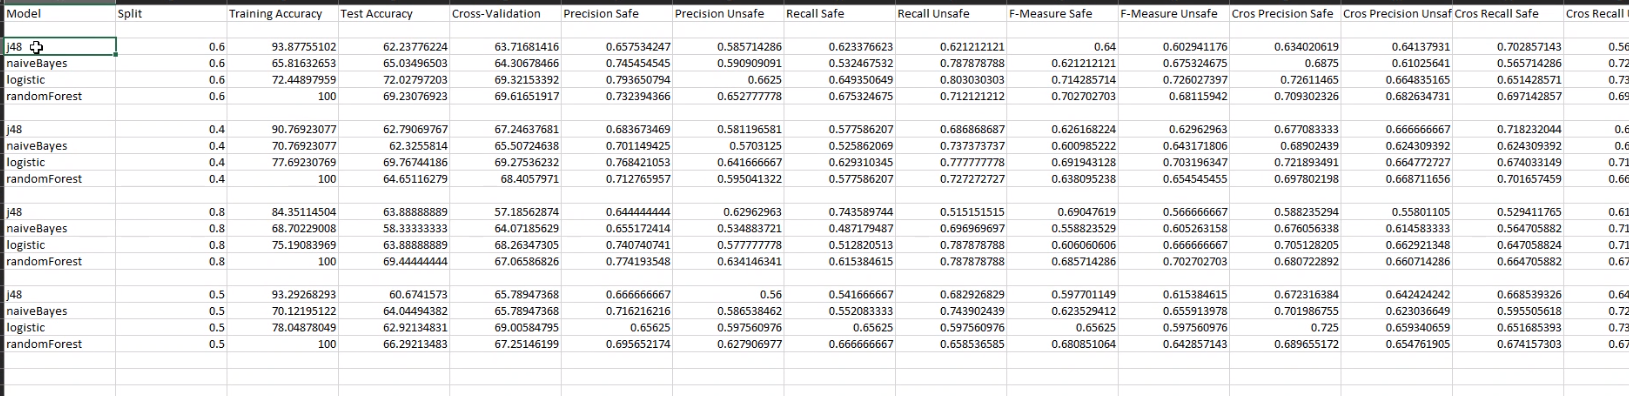 Model Split Training Accuracy Test Accuracy Cross-Validation Precision Safe Precision Unsafe Recall Safe Recall Unsafe F-Measure Safe F-Measure Unsafe Cros Precision Safe Cros Precision Unsaf Cros Recall Safe Cros Recall
j48 0.6 93.87755102 62.23776224 63.71681416 0.657534247 0.585714286 0.623376623 0.621212121 0.64 0.602941176 0.634020619 0.64137931 0.702857143 0.56
naiveBayes 0.6 65.81632653 65.03496503 64.30678466 0.745454545 0.590909091 0.532467532 0.787878788 0.621212121 0.675324675 0.6875 0.61025641 0.565714286 0.72
logistic 0.6 72.44897959 72.02797203 69.32153392 0.793650794 0.6625 0.649350649 0.803030303 0.714285714 0.726027397 0.72611465 0.664835165 0.651428571 0.73
randomForest 0.6 100 69.23076923 69.61651917 0.732394366 0.652777778 0.675324675 0.712121212 0.702702703 0.68115942 0.709302326 0.682634731 0.697142857 0.69
j48 0.4 90.76923077 62.79069767 67.24637681 0.683673469 0.581196581 0.577586207 0.686868687 0.626168224 0.62962963 0.677083333 0.666666667 0.718232044 0.6
naiveBayes 0.4 70.76923077 62.3255814 65.50724638 0.701149425 0.5703125 0.525862069 0.737373737 0.600985222 0.643171806 0.68902439 0.624309392 0.624309392 0.6
logistic 0.4 77.69230769 69.76744186 69.27536232 0.768421053 0.641666667 0.629310345 0.777777778 0.691943128 0.703196347 0.721893491 0.664772727 0.674033149 0.71
randomForest 0.4 100 64.65116279 68.4057971 0.712765957 0.595041322 0.577586207 0.727272727 0.638095238 0.654545455 0.697802198 0.668711656 0.701657459 0.66
j48 0.8 84.35114504 63.88888889 57.18562874 0.644444444 0.62962963 0.743589744 0.515151515 0.69047619 0.566666667 0.588235294 0.55801105 0.529411765 0.61
naiveBayes 0.8 68.70229008 58.33333333 64.07185629 0.655172414 0.534883721 0.487179487 0.696969697 0.558823529 0.605263158 0.676056338 0.614583333 0.564705882 0.71
logistic 0.8 75.19083969 63.88888889 68.26347305 0.740740741 0.577777778 0.512820513 0.787878788 0.606060606 0.666666667 0.705128205 0.662921348 0.647058824 0.71
randomForest 0.8 100 69.44444444 67.06586826 0.774193548 0.634146341 0.615384615 0.787878788 0.685714286 0.702702703 0.680722892 0.660714286 0.664705882 0.67
j48 0.5 93.29268293 60.6741573 65.78947368 0.666666667 0.56 0.541666667 0.682926829 0.597701149 0.615384615 0.672316384 0.642424242 0.668539326 0.64
naiveBayes 0.5 70.12195122 64.04494382 65.78947368 0.716216216 0.586538462 0.552083333 0.743902439 0.623529412 0.655913978 0.701986755 0.623036649 0.595505618 0.72
logistic 0.5 78.04878049 62.92134831 69.00584795 0.65625 0.597560976 0.65625 0.597560976 0.65625 0.597560976 0.725 0.659340659 0.651685393 0.73
randomForest 0.5 100 66.29213483 67.25146199 0.695652174 0.627906977 0.666666667 0.658536585 0.680851064 0.642857143 0.689655172 0.654761905 0.674157303 0.67